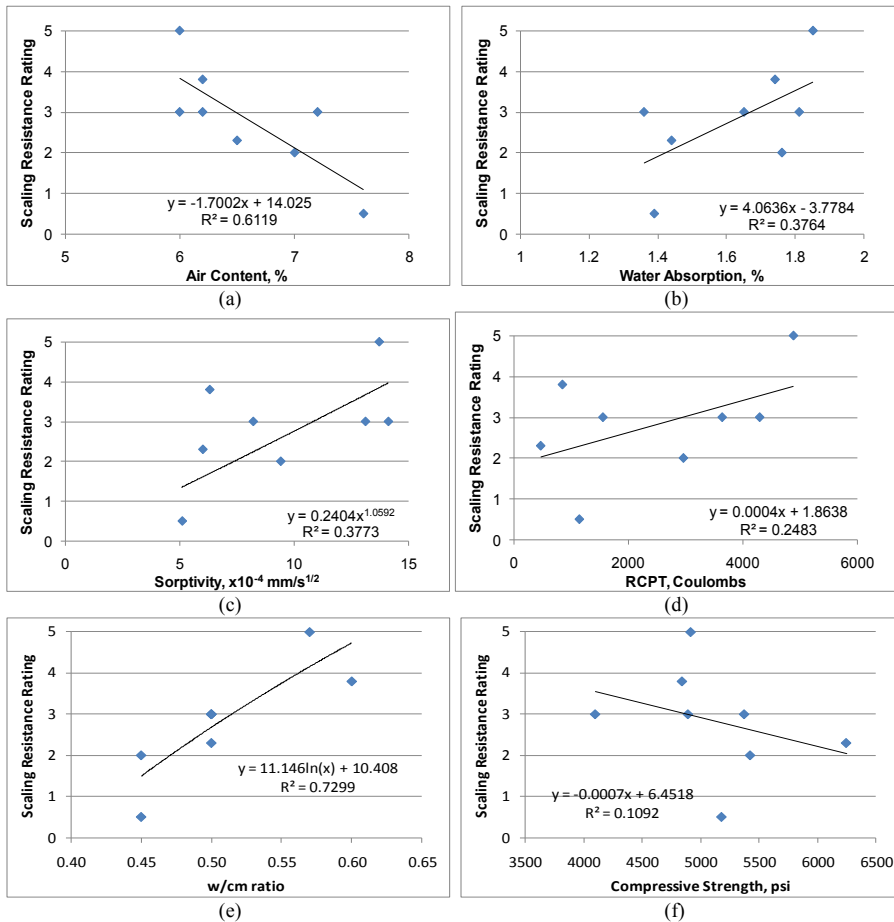 Scaling Resistance Rating
5
4
3
2
1
0
y = -1.7002x + 14.025
R² = 0.6119
5 6 7 8
Air Content, %
(a)
Scaling Resistance Rating
5
4
3
2
1
0
y = 4.0636x - 3.7784
R² = 0.3764
1 1.2 1.4 1.6 1.8 2
Water Absorption, %
(b)
Scaling Resistance Rating
5
4
3
2
1
0
y = 0.2404x¹·⁰⁵⁹²
R² = 0.3773
0 5 10 15
Sorptivity, x10⁻⁴ mm/s¹/²
(c)
Scaling Resistance Rating
5
4
3
2
1
0
y = 0.0004x + 1.8638
R² = 0.2483
0 2000 4000 6000
RCPT, Coulombs
(d)
Scaling Resistance Rating
5
4
3
2
1
0
y = 11.146ln(x) + 10.408
R² = 0.7299
0.40 0.45 0.50 0.55 0.60 0.65
w/cm ratio
(e)
Scaling Resistance Rating
5
4
3
2
1
0
y = -0.0007x + 6.4518
R² = 0.1092
3500 4000 4500 5000 5500 6000 6500
Compressive Strength, psi
(f)